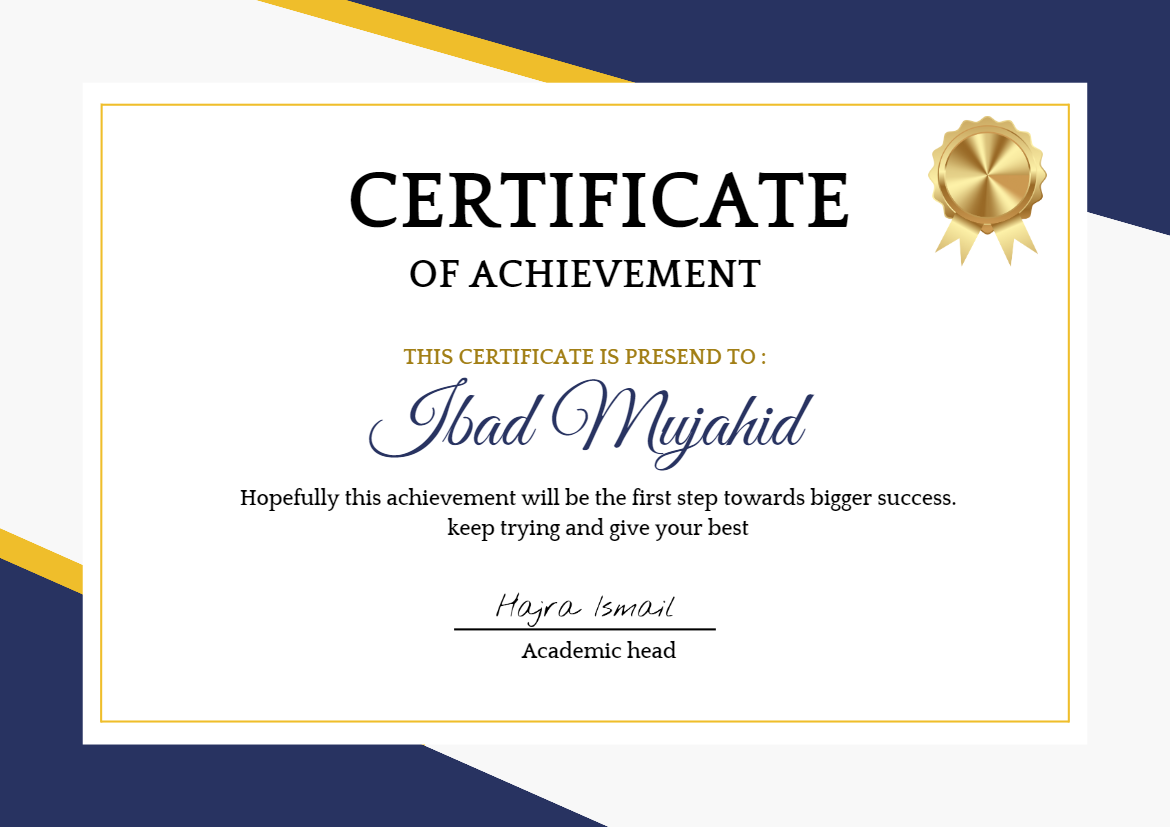 CERTIFICATE
OF ACHIEVEMENT
THIS CERTIFICATE IS PRESEND TO :
Ibad Mujahid
Hopefully this achievement will be the first step towards bigger success.
keep trying and give your best
Hajra Ismail
Academic head